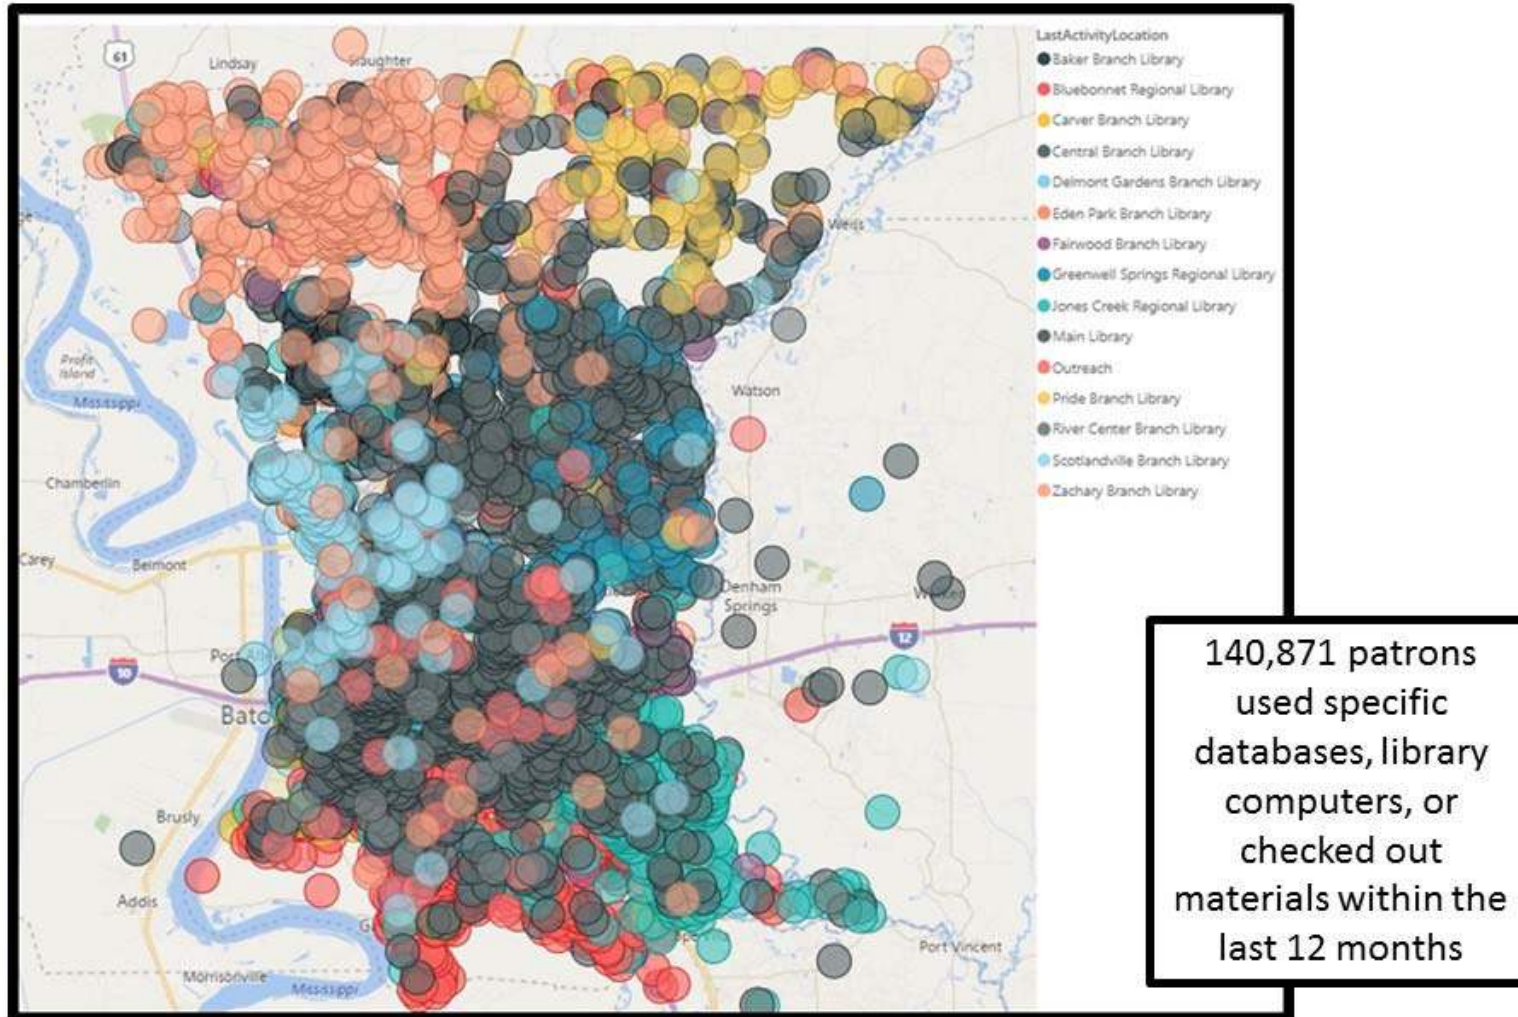 61
Lindsay
Slaughter
LastActivityLocation
Baker Branch Library
Bluebonnet Regional Library
Carver Branch Library
Central Branch Library
Delmont Gardens Branch Library
Eden Park Branch Library
Fairwood Branch Library
Greenwell Springs Regional Library
Jones Creek Regional Library
Main Library
Outreach
Pride Branch Library
River Center Branch Library
Scotlandville Branch Library
Zachary Branch Library
Weiss
Profit
Island
Mississippi
Watson
Chamberlin
Carey
Belmont
Denham
Springs
12
10
Port
Bato
Brusly
Addis
Port Vincent
Morrisonville
Mississippi
140,871 patrons
used specific
databases, library
computers, or
checked out
materials within the
last 12 months